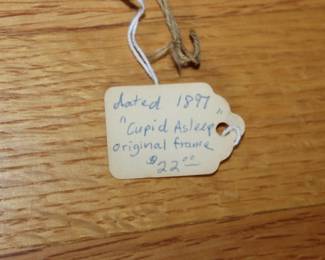 dated 1897
"Cupid Asleep"
original frame
$22.00